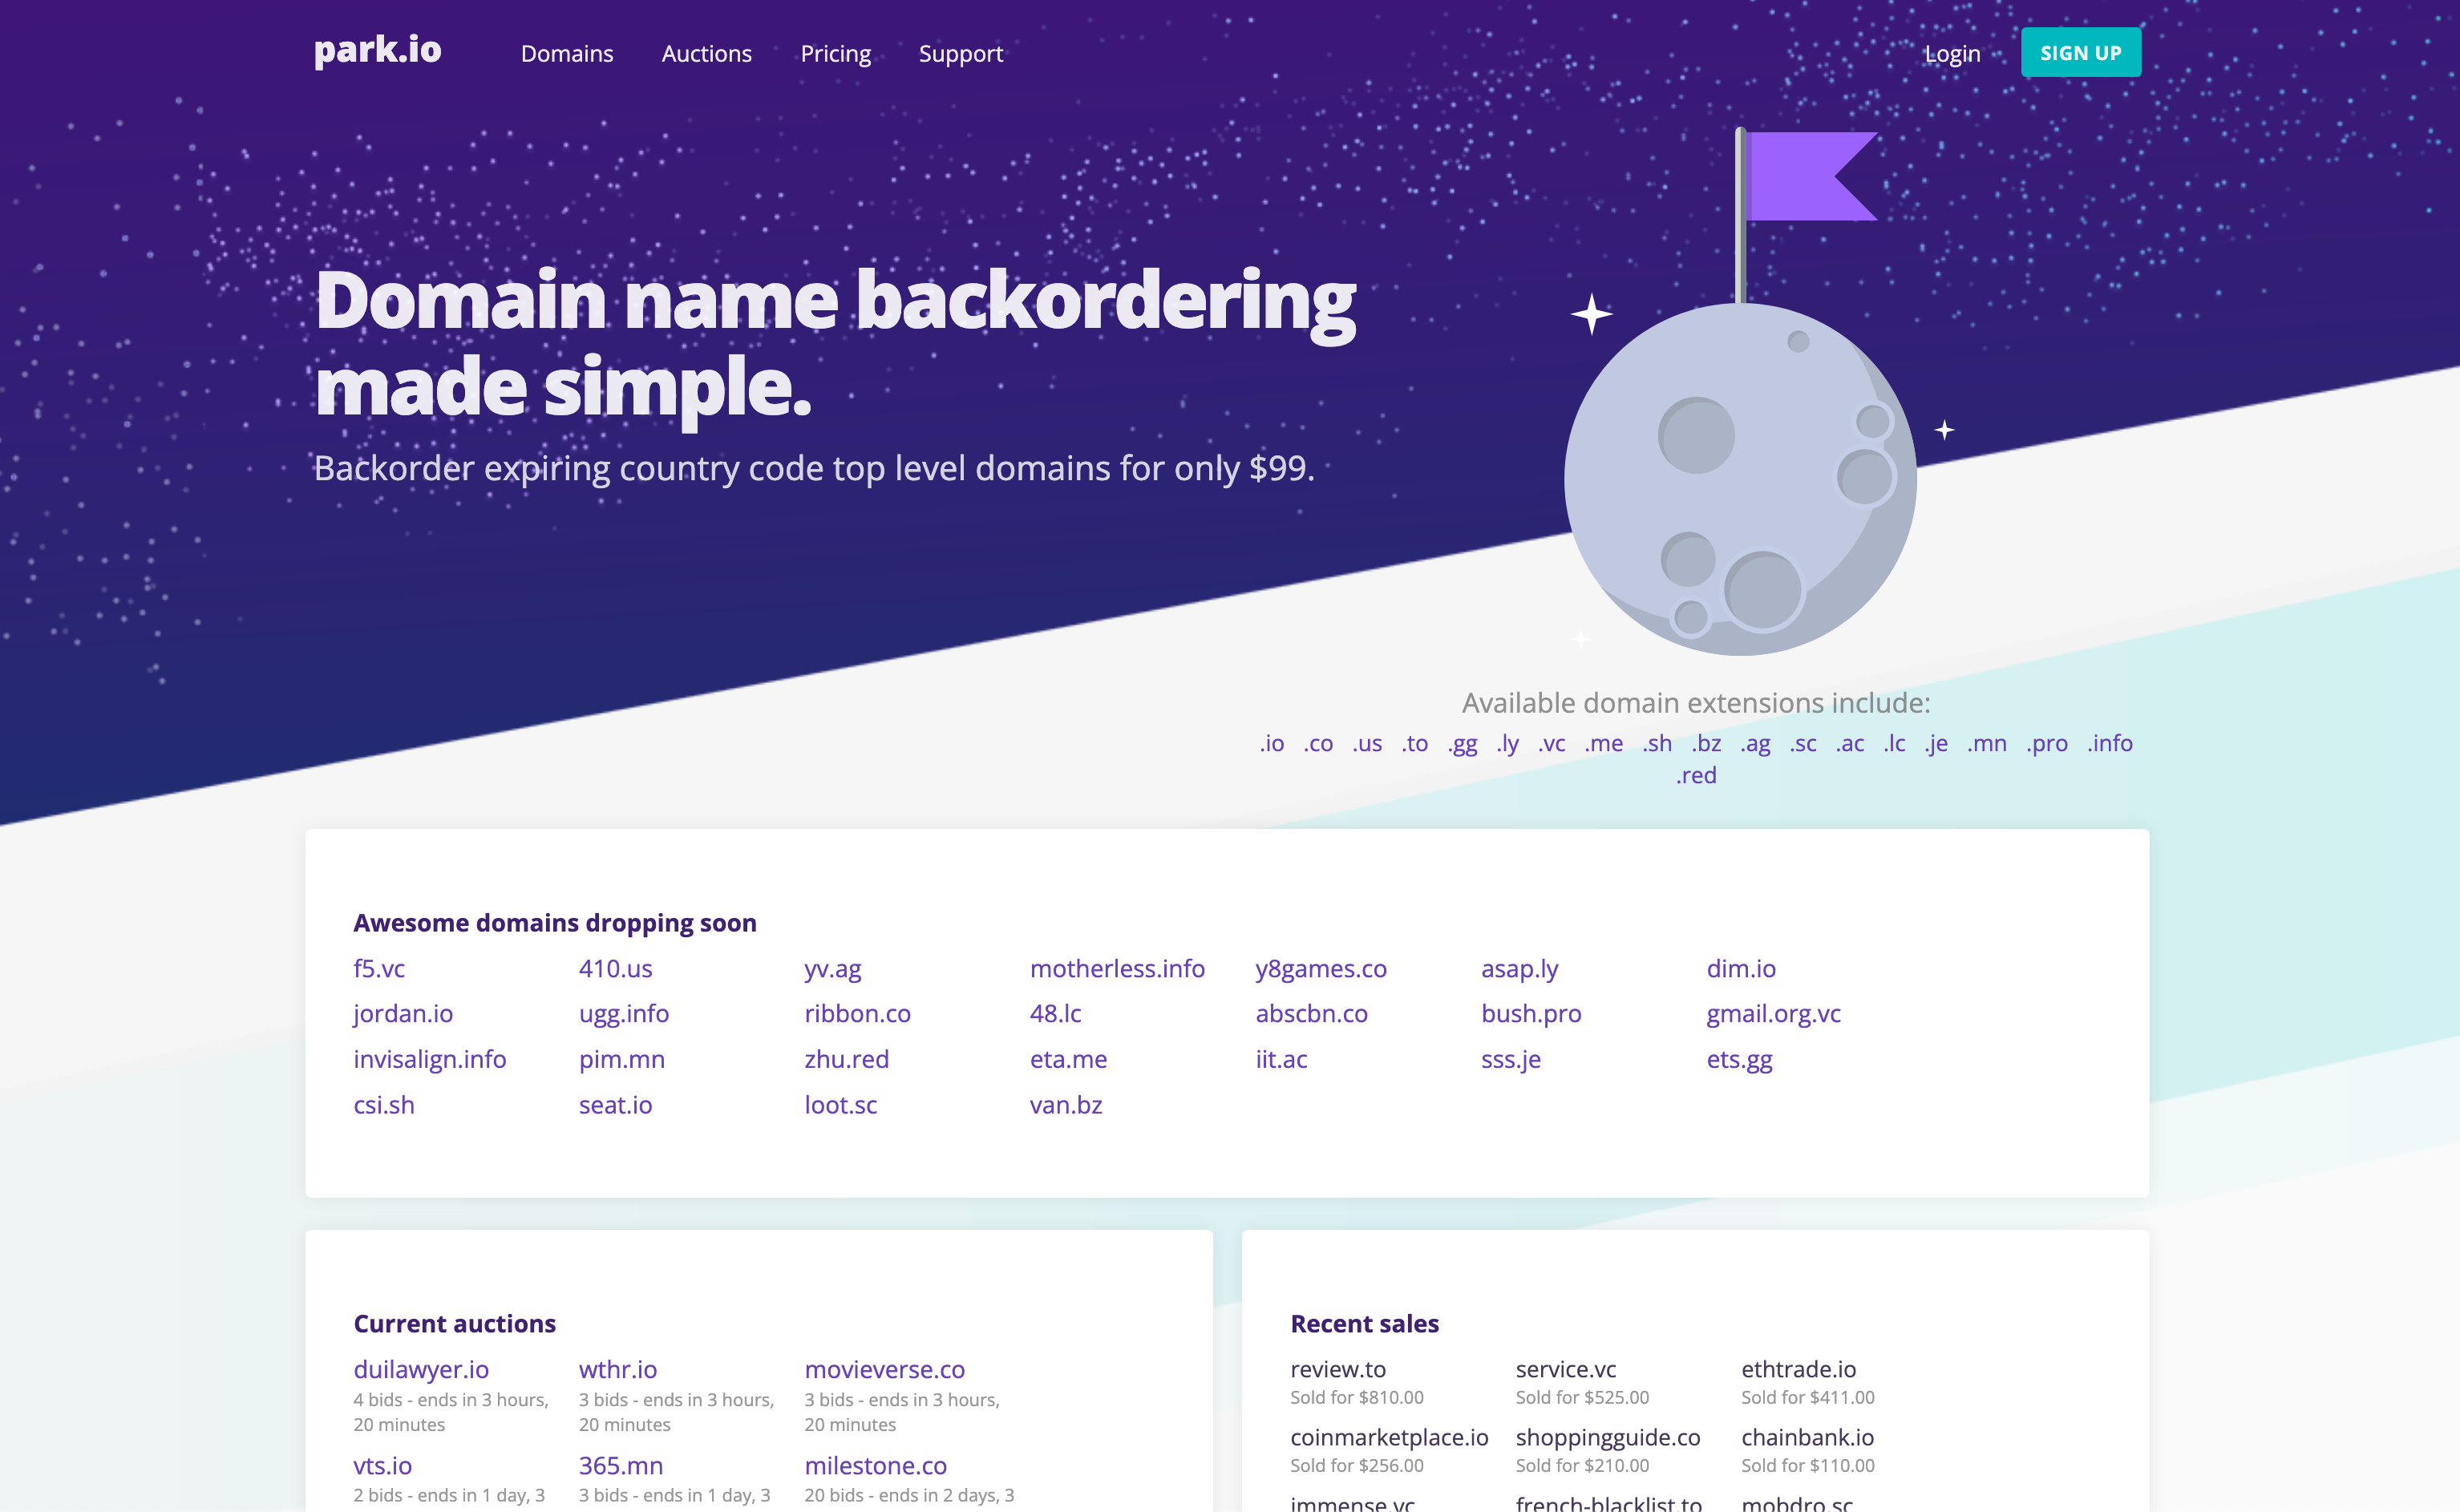 park.io Domains Auctions Pricing Support Login SIGN UP
Domain name backordering
made simple.
Backorder expiring country code top level domains for only $99.
Available domain extensions include:
.io .co .us .to .gg .ly .vc .me .sh .bz .ag .sc .ac .lc .je .mn .pro .info
.red
Awesome domains dropping soon
f5.vc 410.us yv.ag motherless.info y8games.co asap.ly dim.io
jordan.io ugg.info ribbon.co 48.lc abscbn.co bush.pro gmail.org.vc
invisalign.info pim.mn zhu.red eta.me iit.ac sss.je ets.gg
csi.sh seat.io loot.sc van.bz
Current auctions
duilawyer.io wthr.io movieverse.co
4 bids - ends in 3 hours, 3 bids - ends in 3 hours, 3 bids - ends in 3 hours,
20 minutes 20 minutes 20 minutes
vts.io 365.mn milestone.co
2 bids - ends in 1 day, 3 3 bids - ends in 1 day, 3 20 bids - ends in 2 days, 3
Recent sales
review.to service.vc ethtrade.io
Sold for $810.00 Sold for $525.00 Sold for $411.00
coinmarketplace.io shoppingguide.co chainbank.io
Sold for $256.00 Sold for $210.00 Sold for $110.00
immense.vc french-blacklist.to mobdro.sc